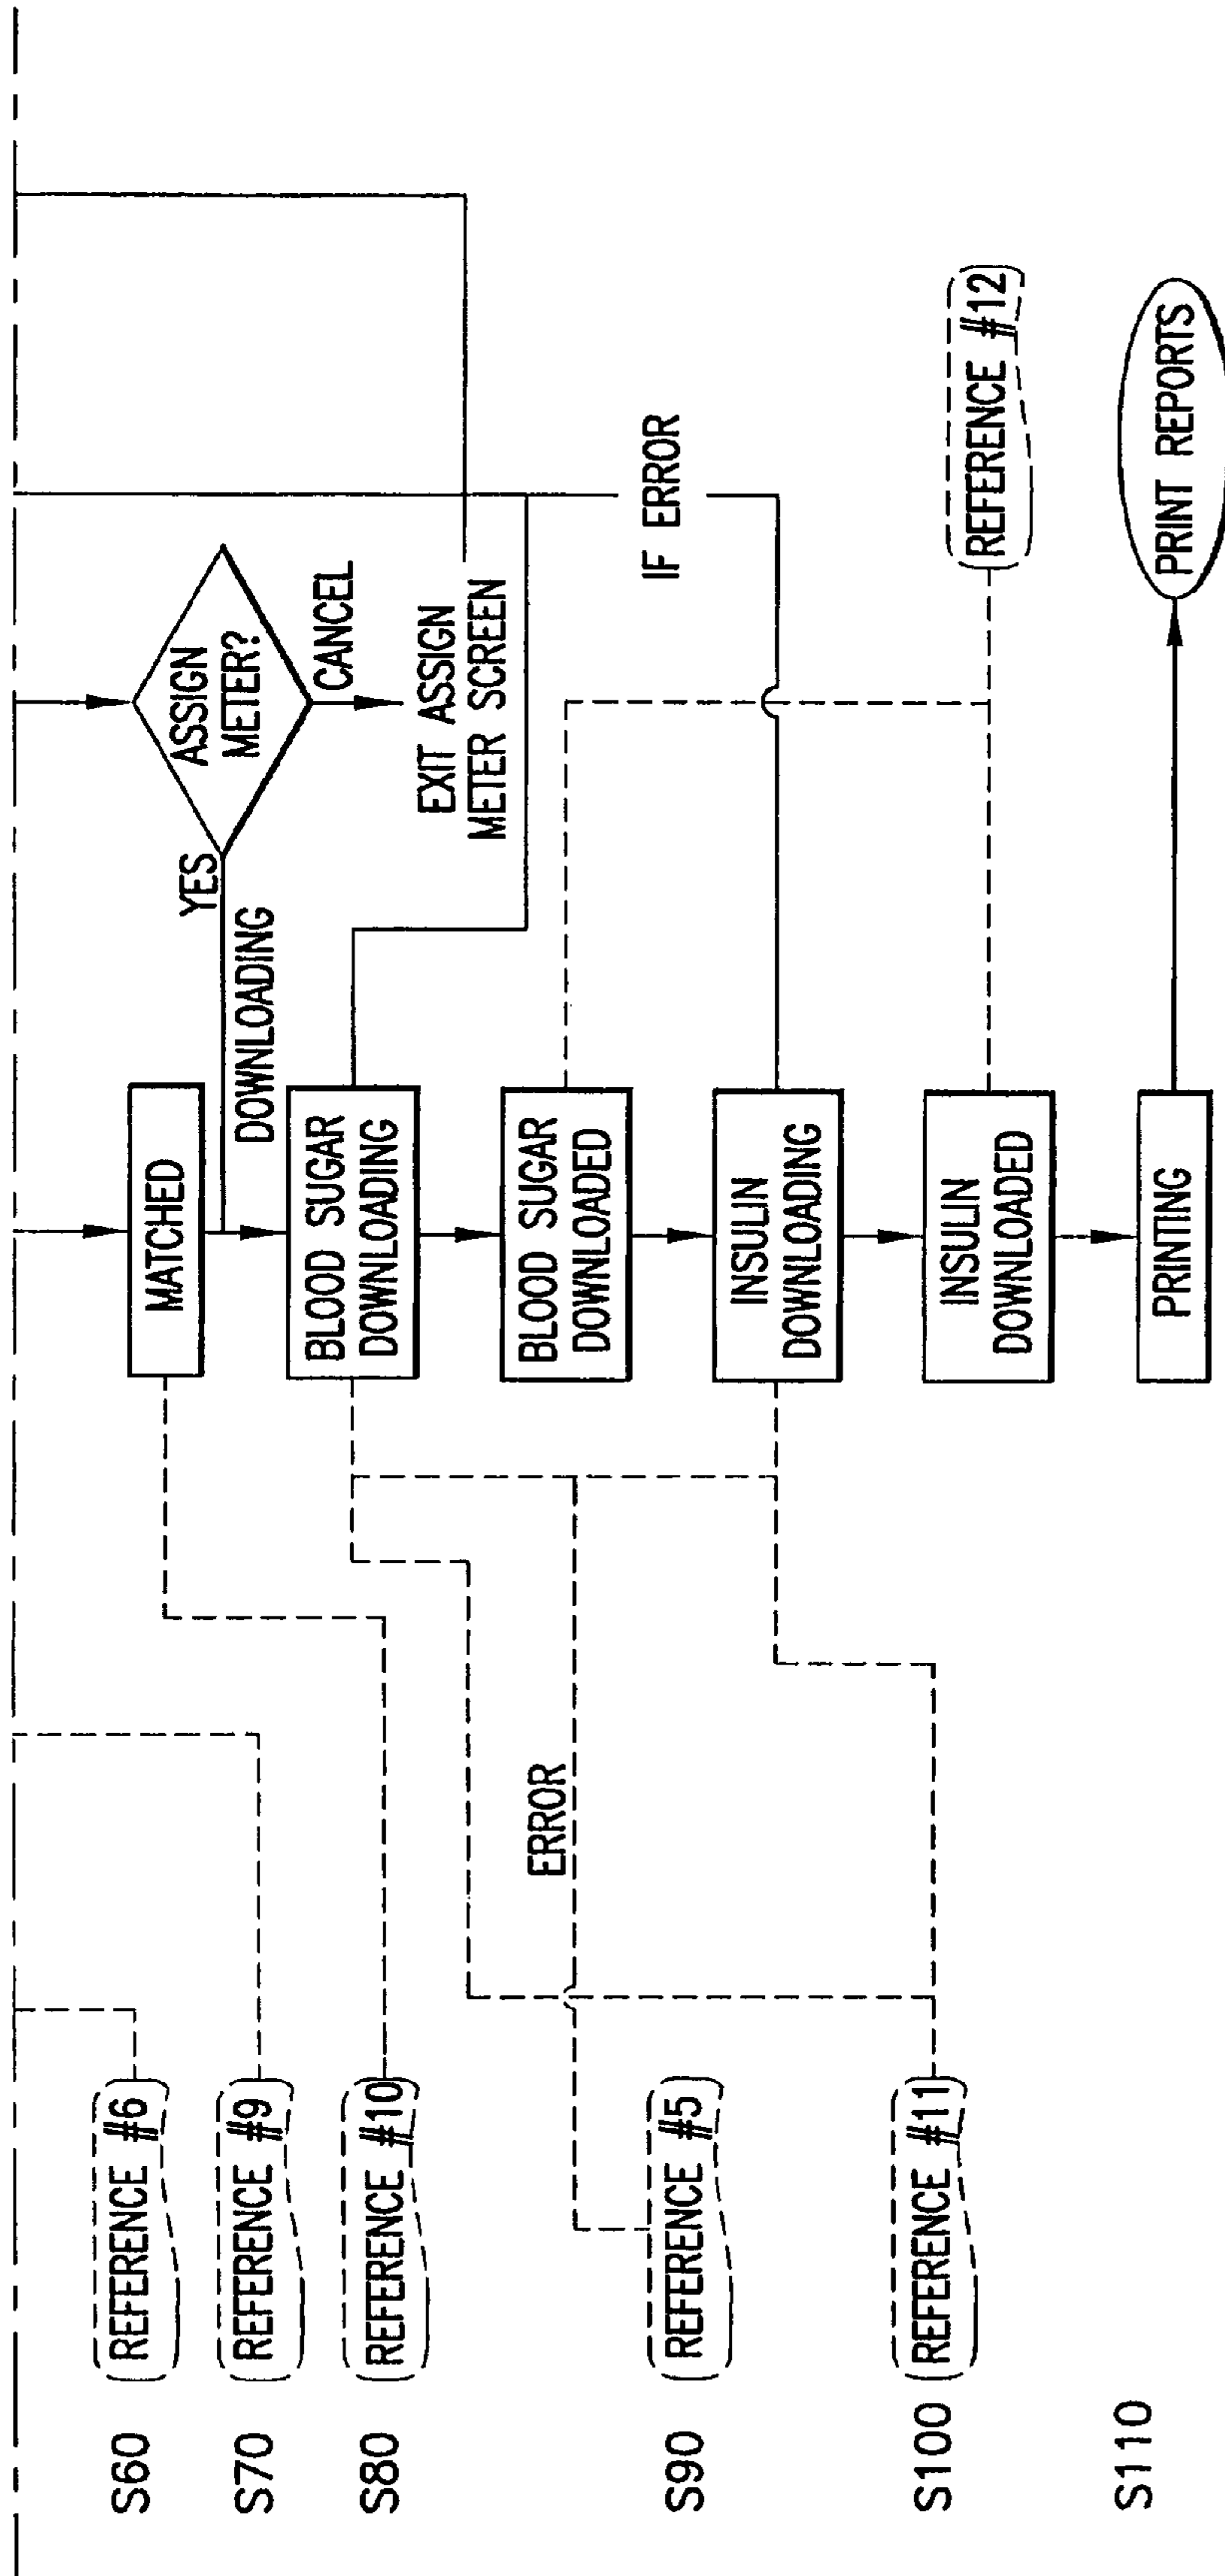 S60
REFERENCE #6
MATCHED
ASSIGN
METER?
YES
CANCEL
DOWNLOADING
S70
REFERENCE #9
S80
REFERENCE #10
BLOOD SUGAR
DOWNLOADING
EXIT ASSIGN
METER SCREEN
ERROR
BLOOD SUGAR
DOWNLOADED
IF ERROR
S90
REFERENCE #5
INSULIN
DOWNLOADING
S100
REFERENCE #11
INSULIN
DOWNLOADED
REFERENCE #12
S110
PRINTING
PRINT REPORTS